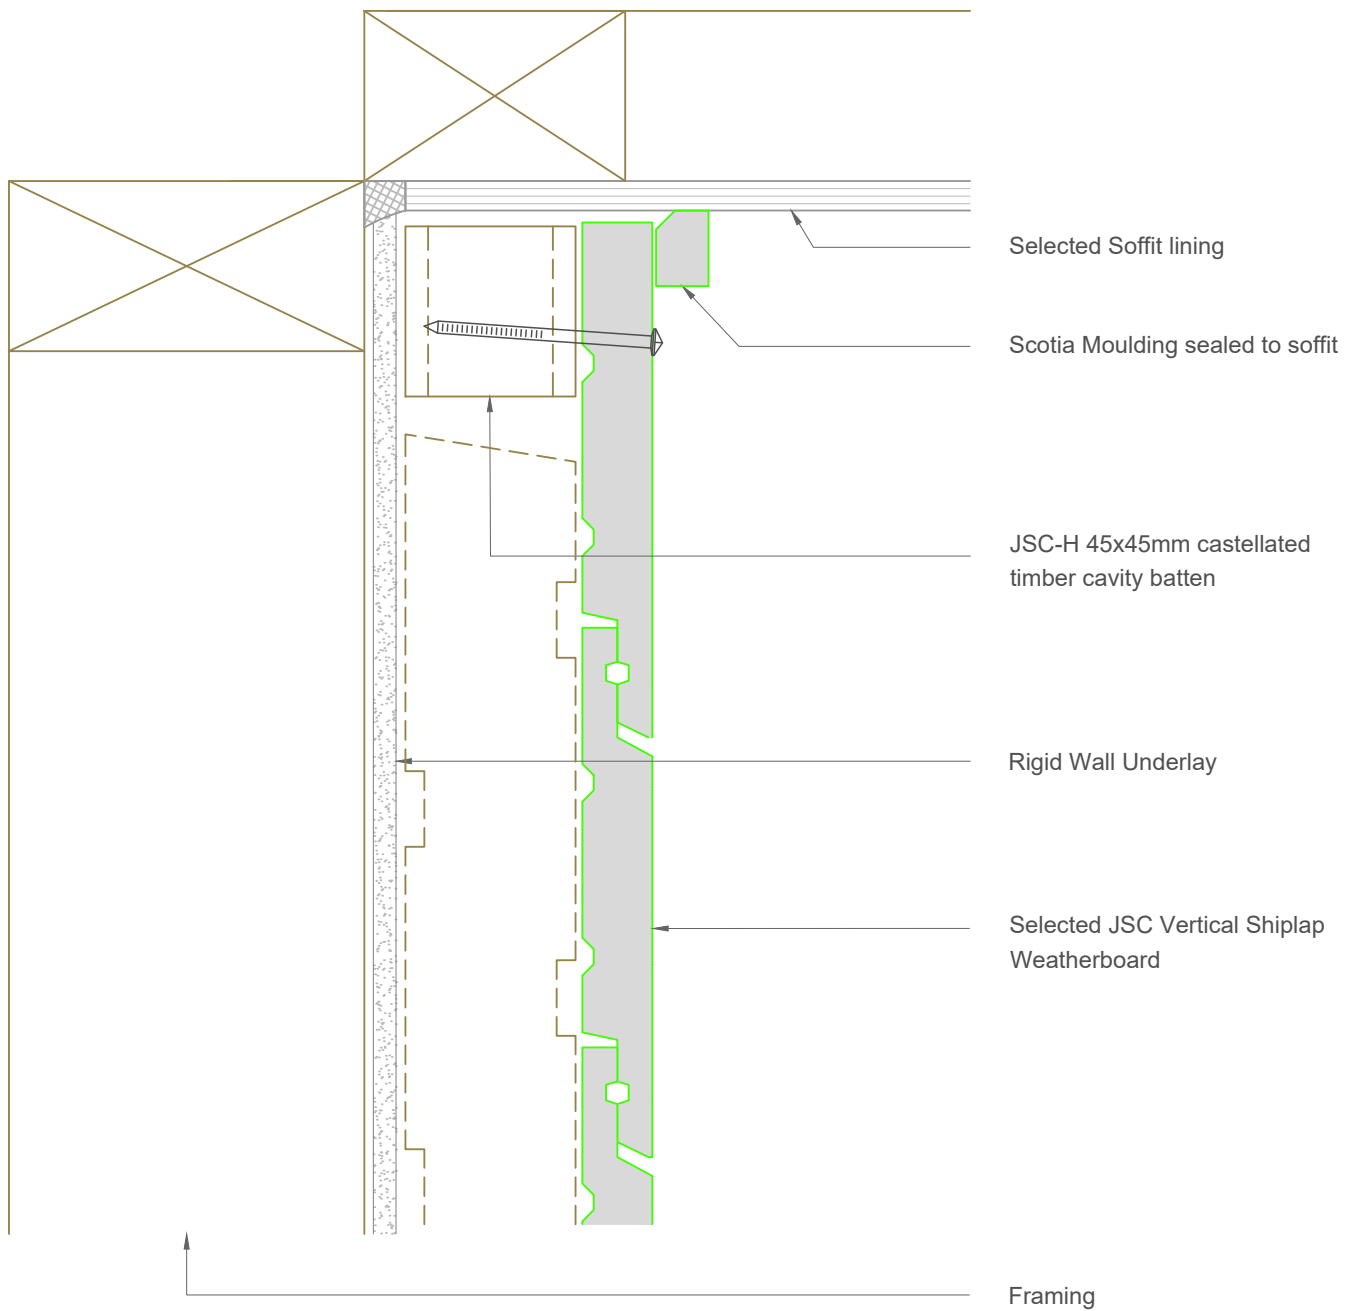 Selected Soffit lining
Scotia Moulding sealed to soffit
JSC-H 45x45mm castellated
timber cavity batten
Rigid Wall Underlay
Selected JSC Vertical Shiplap
Weatherboard
Framing